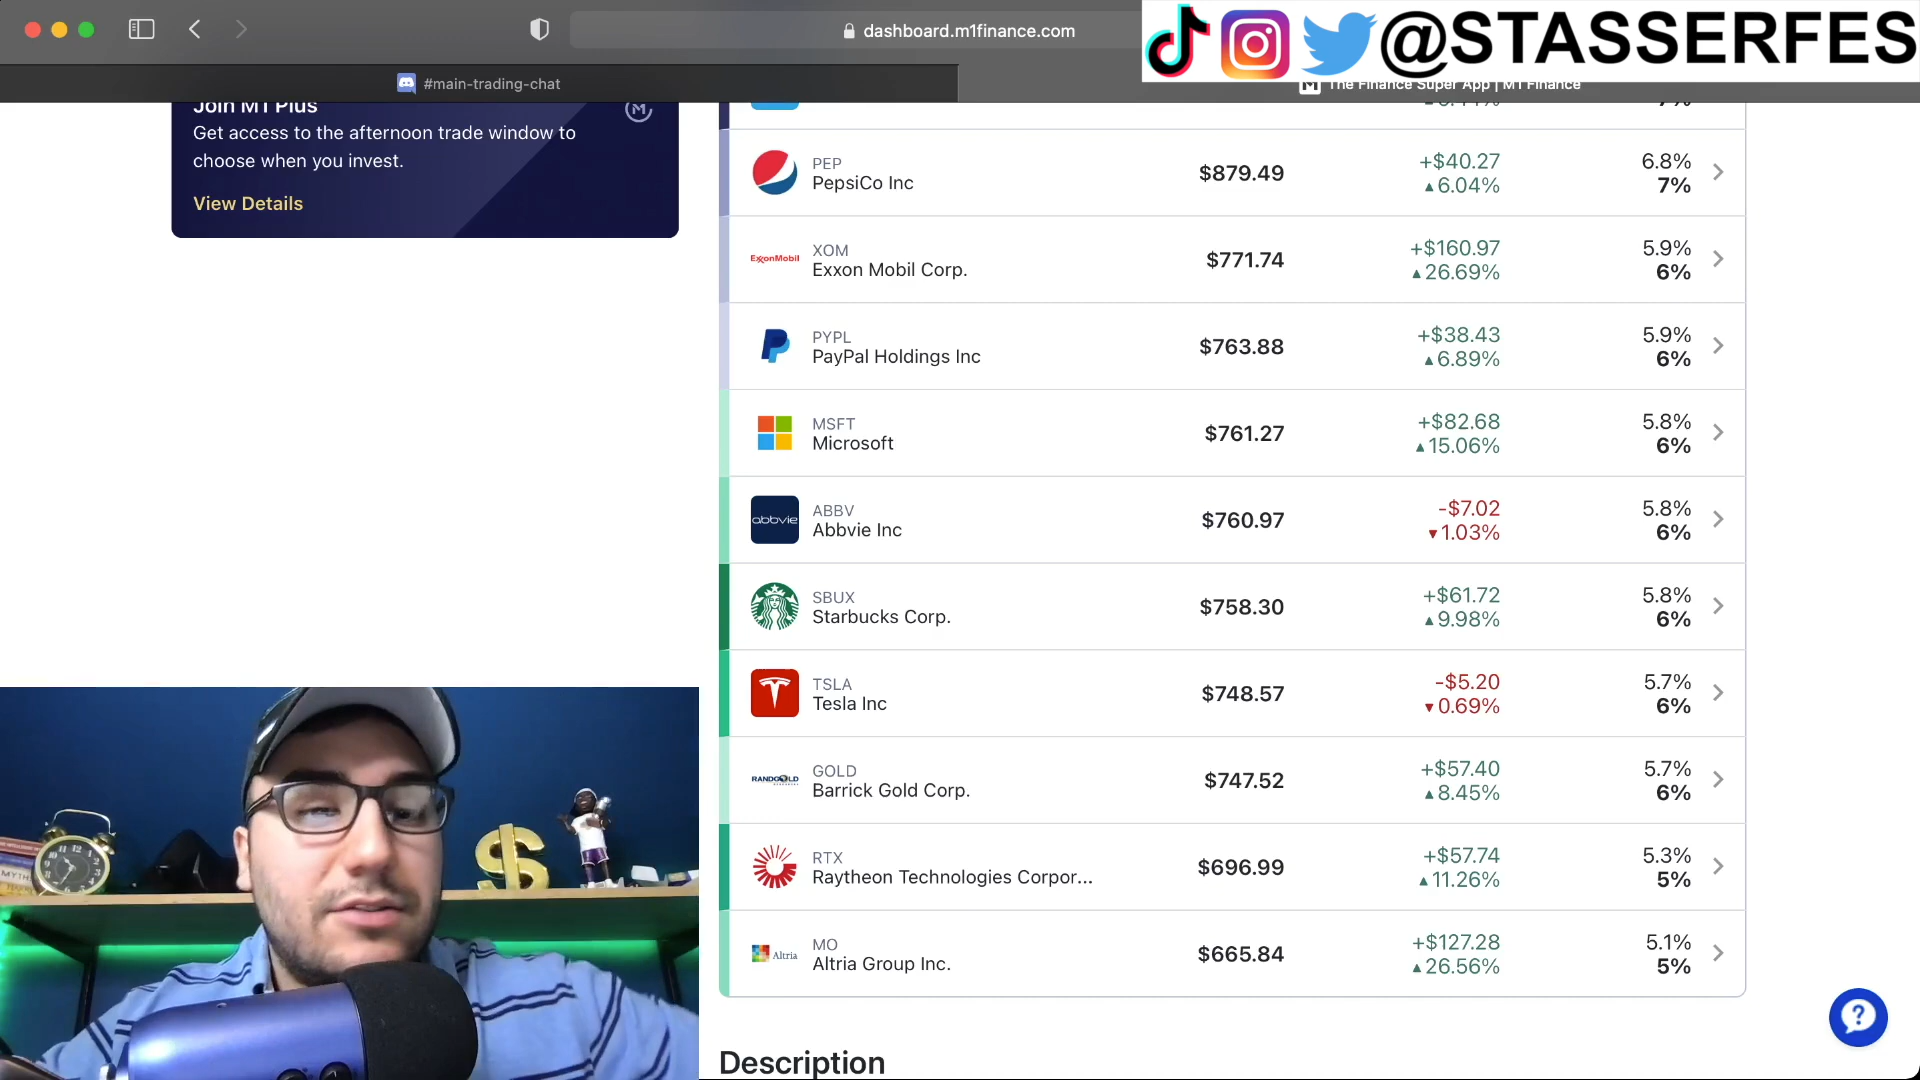 dashboard.m1finance.com
@STASSERFES
#main-trading-chat
The Finance Super App | M1 Finance
Join M1 Plus
Get access to the afternoon trade window to
choose when you invest.
View Details
7%
PEP
PepsiCo Inc
$879.49
+$40.27
▲6.04%
6.8%
7%
ExxonMobil
XOM
Exxon Mobil Corp.
$771.74
+$160.97
▲26.69%
5.9%
6%
PYPL
PayPal Holdings Inc
$763.88
+$38.43
▲6.89%
5.9%
6%
MSFT
Microsoft
$761.27
+$82.68
▲15.06%
5.8%
6%
abbvie
ABBV
Abbvie Inc
$760.97
-$7.02
▼1.03%
5.8%
6%
SBUX
Starbucks Corp.
$758.30
+$61.72
▲9.98%
5.8%
6%
TSLA
Tesla Inc
$748.57
-$5.20
▼0.69%
5.7%
6%
RANDGOLD
GOLD
Barrick Gold Corp.
$747.52
+$57.40
▲8.45%
5.7%
6%
RTX
Raytheon Technologies Corpor...
$696.99
+$57.74
▲11.26%
5.3%
5%
Altria
MO
Altria Group Inc.
$665.84
+$127.28
▲26.56%
5.1%
5%
Description